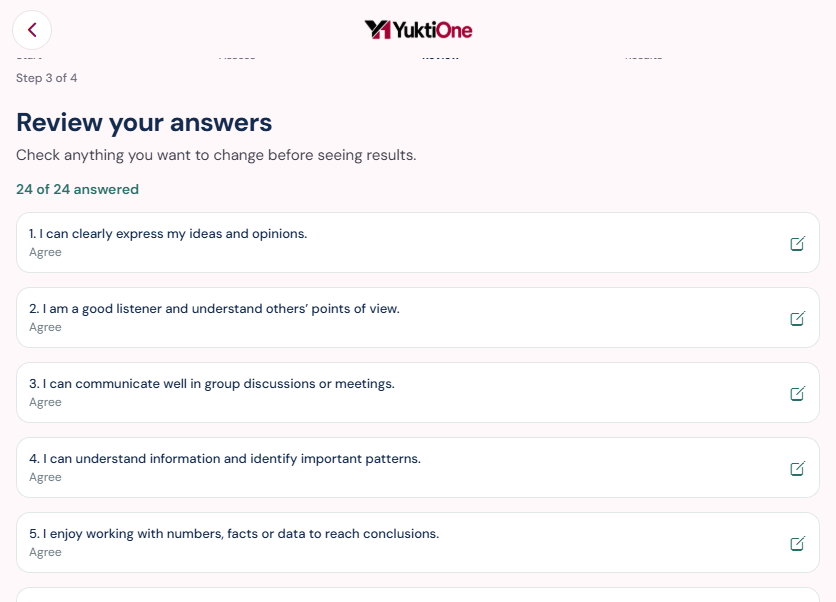 YuktiOne
Step 3 of 4
Review your answers
Check anything you want to change before seeing results.
24 of 24 answered
1. I can clearly express my ideas and opinions.
Agree
2. I am a good listener and understand others’ points of view.
Agree
3. I can communicate well in group discussions or meetings.
Agree
4. I can understand information and identify important patterns.
Agree
5. I enjoy working with numbers, facts or data to reach conclusions.
Agree